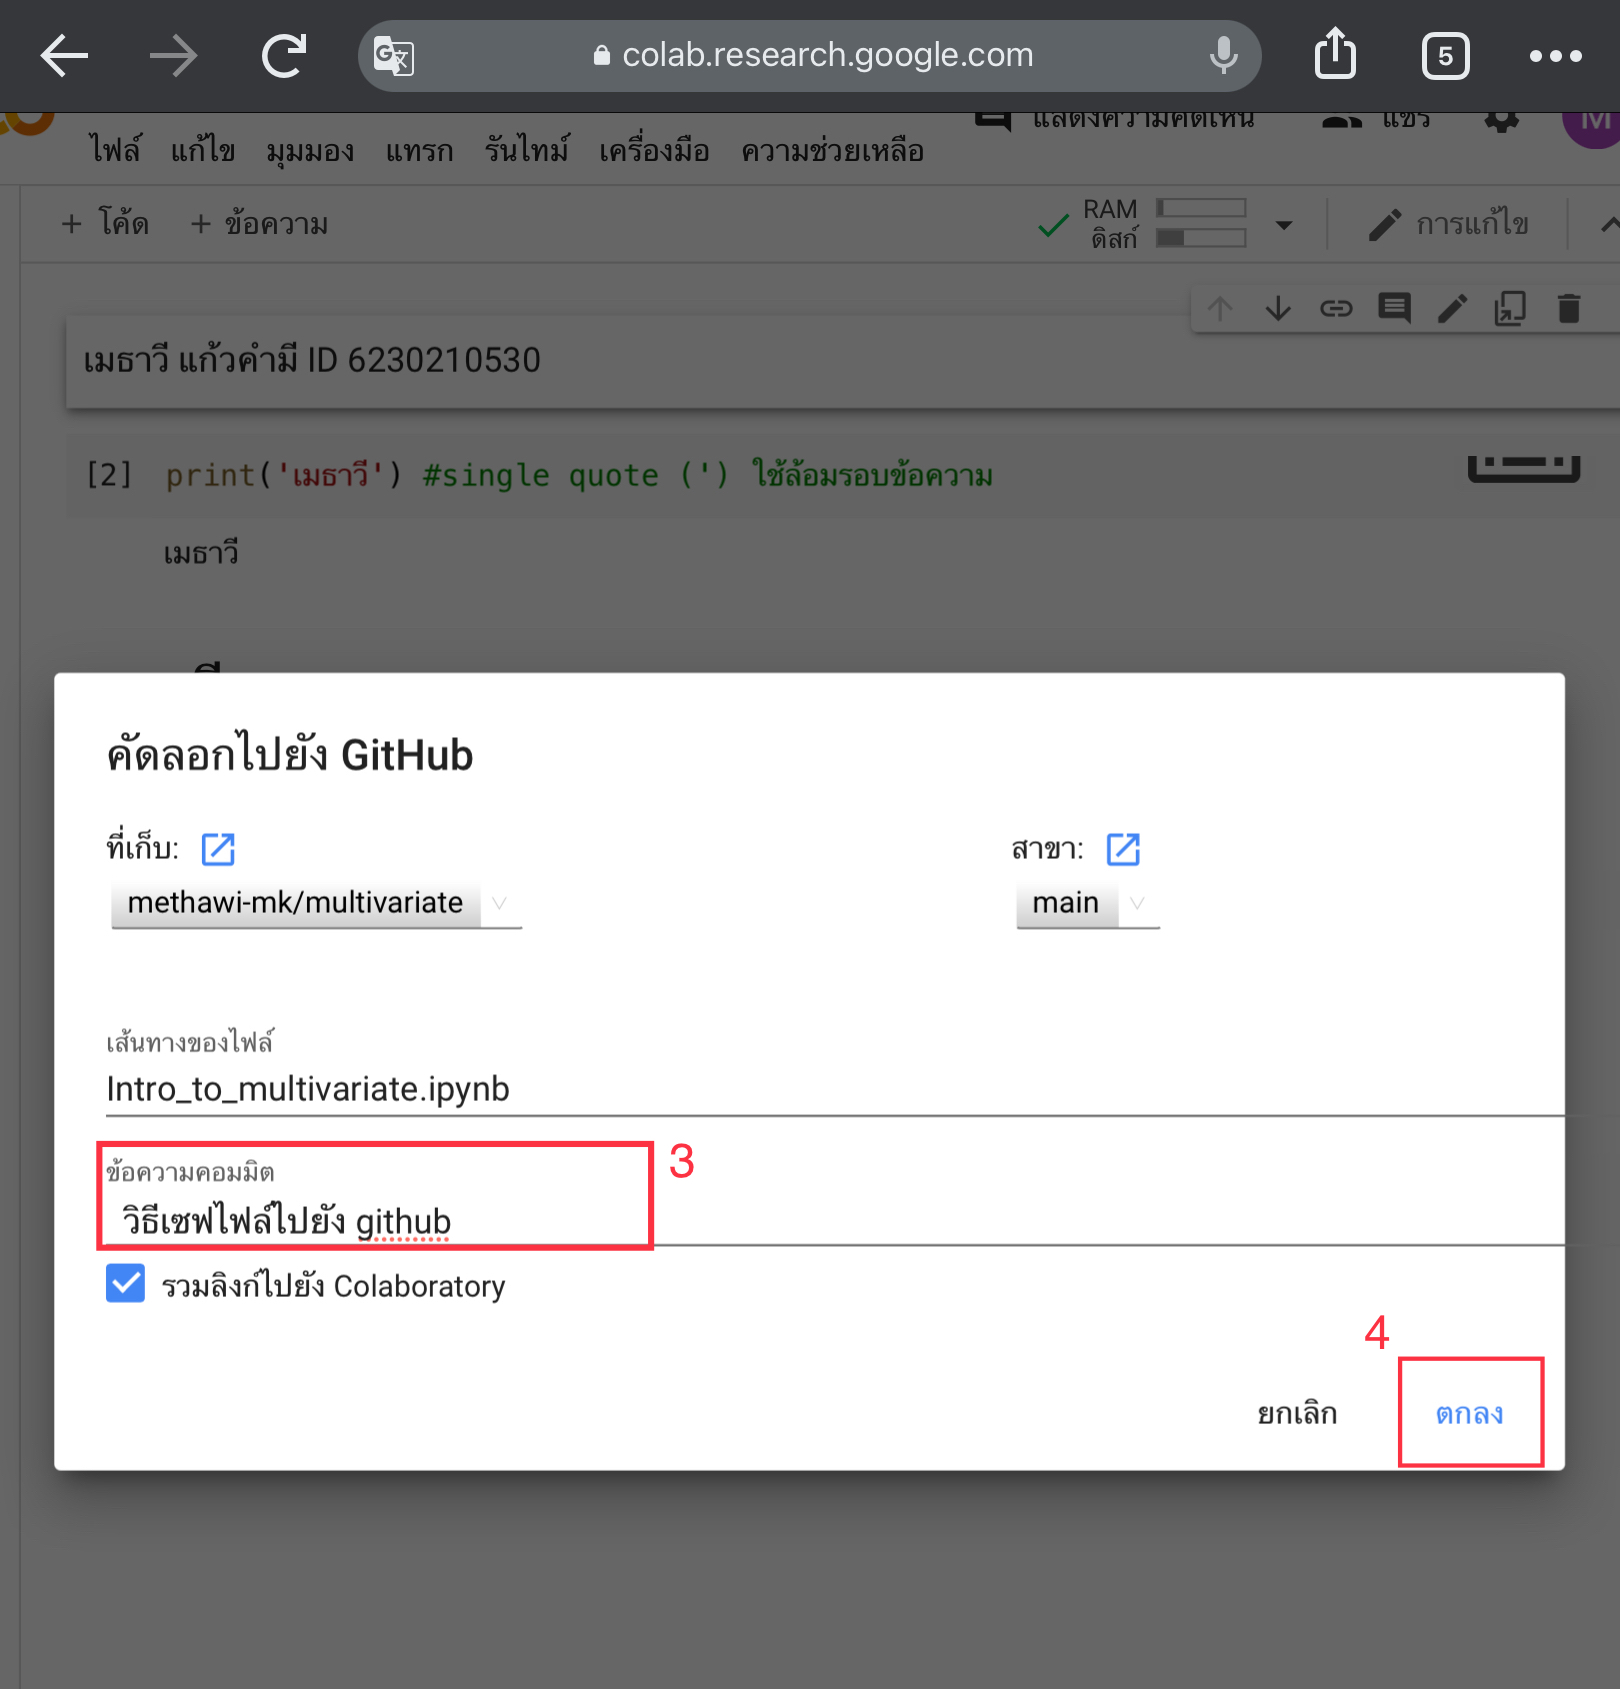 colab.research.google.com
5
แสดงความคิดเห็น แชร์ M
ไฟล์ แก้ไข มุมมอง แทรก รันไทม์ เครื่องมือ ความช่วยเหลือ
+ โค้ด + ข้อความ
RAM
ดิสก์
การแก้ไข
เมธาวี แก้วคำมี ID 6230210530
[2] print('เมธาวี') #single quote (') ใช้ล้อมรอบข้อความ
เมธาวี
คัดลอกไปยัง GitHub
ที่เก็บ: สาขา:
methawi-mk/multivariate main
เส้นทางของไฟล์
Intro_to_multivariate.ipynb
ข้อความคอมมิต
3
วิธีเซฟไฟล์ไปยัง github
รวมลิงก์ไปยัง Colaboratory
4
ยกเลิก ตกลง